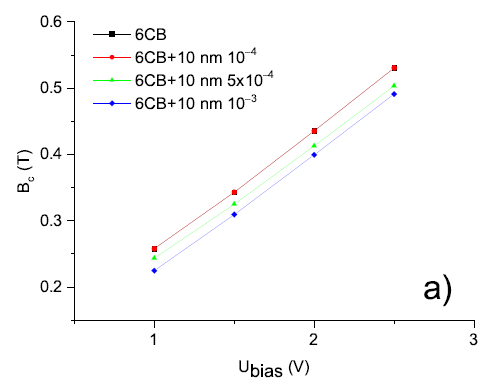 0.6
0.5
0.4
0.3
0.2
B_c (T)
6CB
6CB+10 nm 10⁻⁴
6CB+10 nm 5x10⁻⁴
6CB+10 nm 10⁻³
a)
1 2 3
U_bias (V)